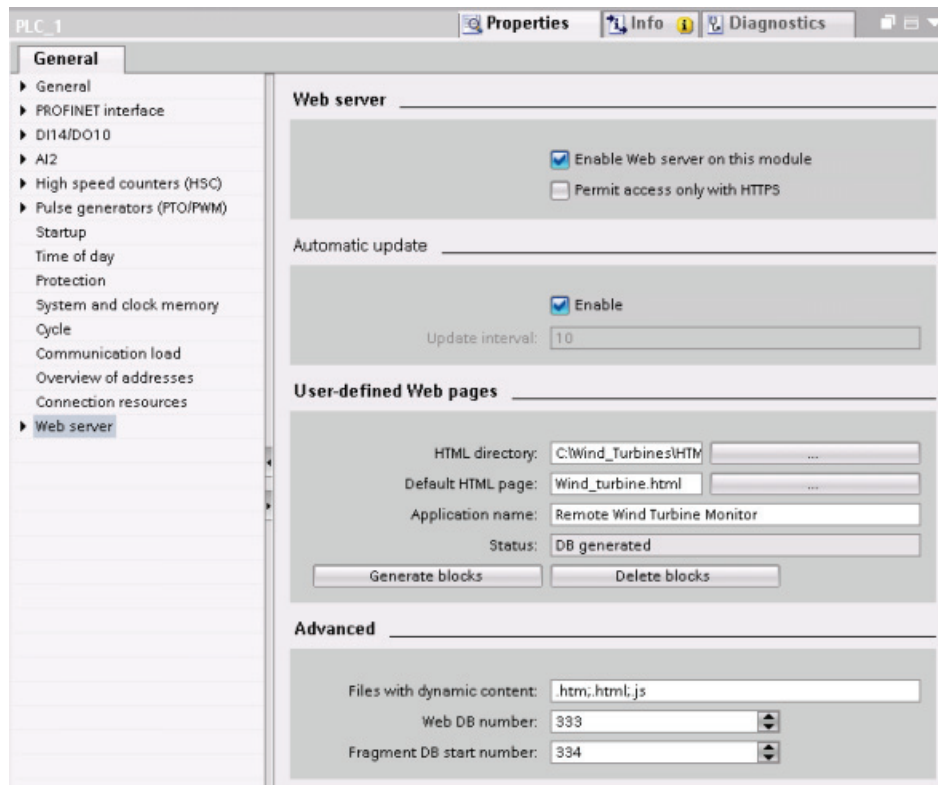 PLC_1
Properties
Info
Diagnostics
General
General
PROFINET interface
DI14/DO10
AI2
High speed counters (HSC)
Pulse generators (PTO/PWM)
Startup
Time of day
Protection
System and clock memory
Cycle
Communication load
Overview of addresses
Connection resources
Web server
Web server
Enable Web server on this module
Permit access only with HTTPS
Automatic update
Enable
Update interval: 10
User-defined Web pages
HTML directory: C:\Wind_Turbines\HTM ...
Default HTML page: Wind_turbine.html ...
Application name: Remote Wind Turbine Monitor
Status: DB generated
Generate blocks Delete blocks
Advanced
Files with dynamic content: .htm;.html;.js
Web DB number: 333
Fragment DB start number: 334